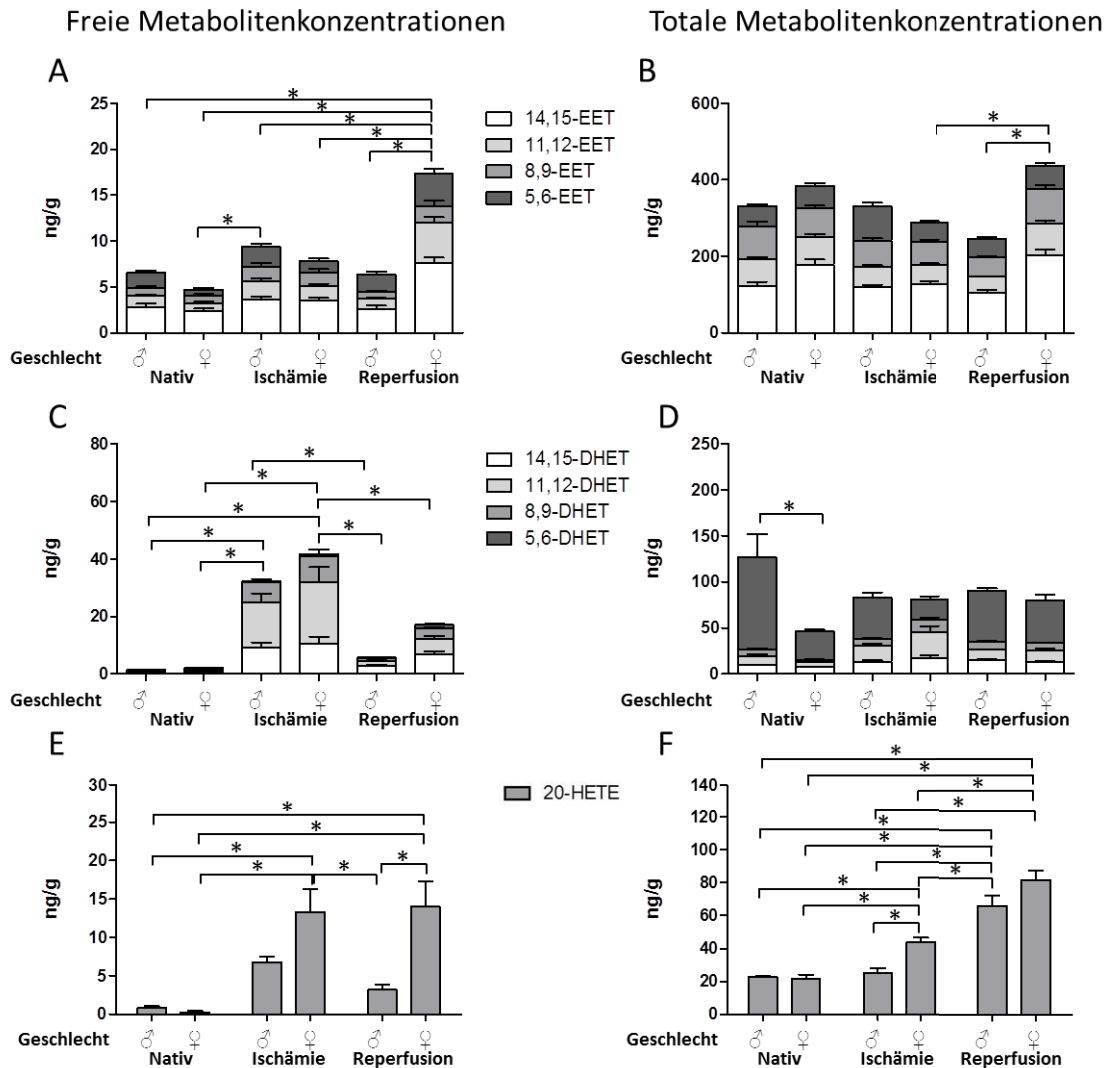 Freie Metabolitenkonzentrationen
Totale Metabolitenkonzentrationen
A
25
20
15
10
5
0
ng/g
* * * * * *
14,15-EET
11,12-EET
8,9-EET
5,6-EET
Geschlecht ♂ ♀ ♂ ♀ ♂ ♀
Nativ Ischämie Reperfusion
B
600
400
200
0
ng/g
* *
♂ ♀ ♂ ♀ ♂ ♀
Nativ Ischämie Reperfusion
C
80
60
40
20
0
ng/g
* * * * * * *
14,15-DHET
11,12-DHET
8,9-DHET
5,6-DHET
Geschlecht ♂ ♀ ♂ ♀ ♂ ♀
Nativ Ischämie Reperfusion
D
250
200
150
100
50
0
ng/g
*
Geschlecht ♂ ♀ ♂ ♀ ♂ ♀
Nativ Ischämie Reperfusion
E
30
25
20
15
10
5
0
ng/g
* * * * * *
20-HETE
Geschlecht ♂ ♀ ♂ ♀ ♂ ♀
Nativ Ischämie Reperfusion
F
140
120
100
80
60
40
20
0
ng/g
* * * * * * * * * * *
Geschlecht ♂ ♀ ♂ ♀ ♂ ♀
Nativ Ischämie Reperfusion